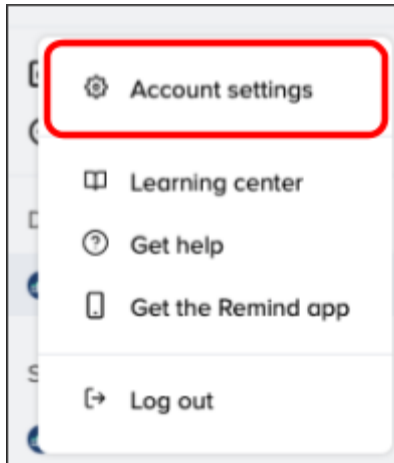 Account settings
Learning center
Get help
Get the Remind app
Log out